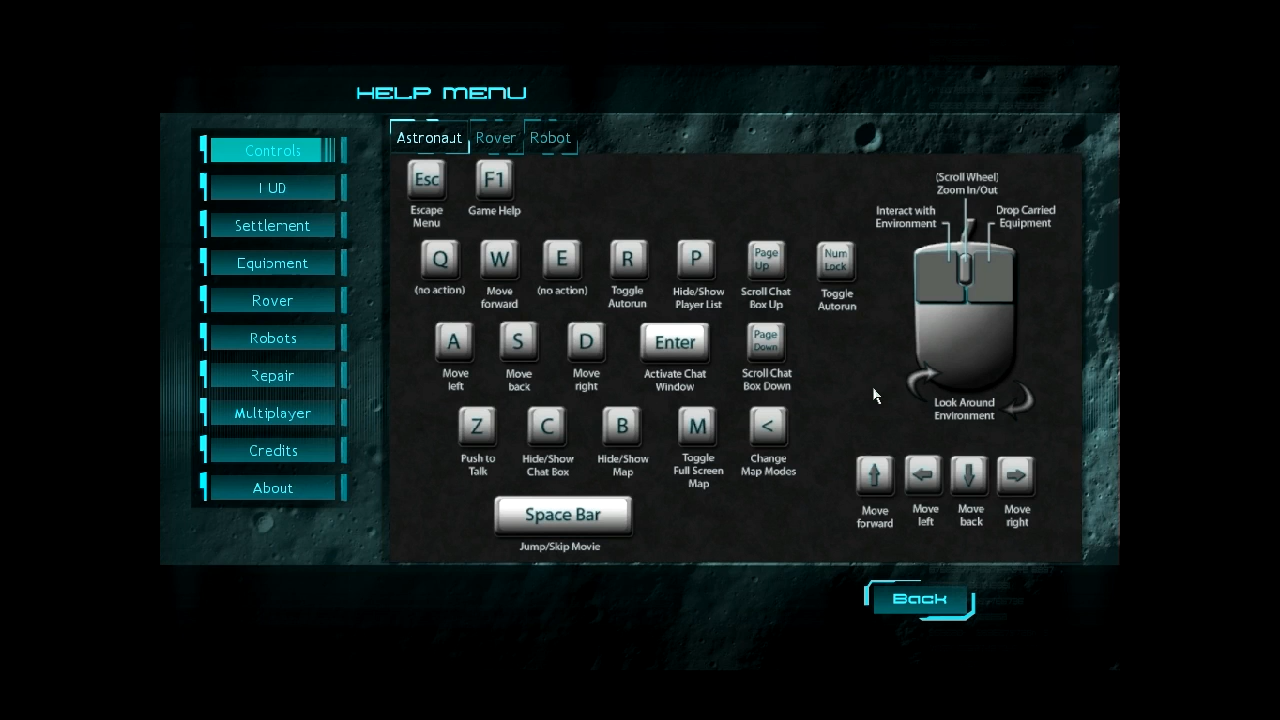 HELP MENU
Astronaut Rover Robot
Controls
HUD
Settlement
Equipment
Rover
Robots
Repair
Multiplayer
Credits
About
Esc F1
Escape
Menu
Game Help
Q W E R P Page
Up Num
Lock
(no action) Move
forward (no action) Toggle
Autorun Hide/Show
Player List Scroll Chat
Box Up Toggle
Autorun
A S D Enter Page
Down
Move
left Move
back Move
right Activate Chat
Window Scroll Chat
Box Down
Z C B M <
Push to
Talk Hide/Show
Chat Box Hide/Show
Map Toggle
Full Screen
Map Change
Map Modes
Space Bar
Jump/Skip Movie
(Scroll Wheel)
Zoom In/Out
Interact with
Environment
Drop Carried
Equipment
Look Around
Environment
Move
forward Move
left Move
back Move
right
Back